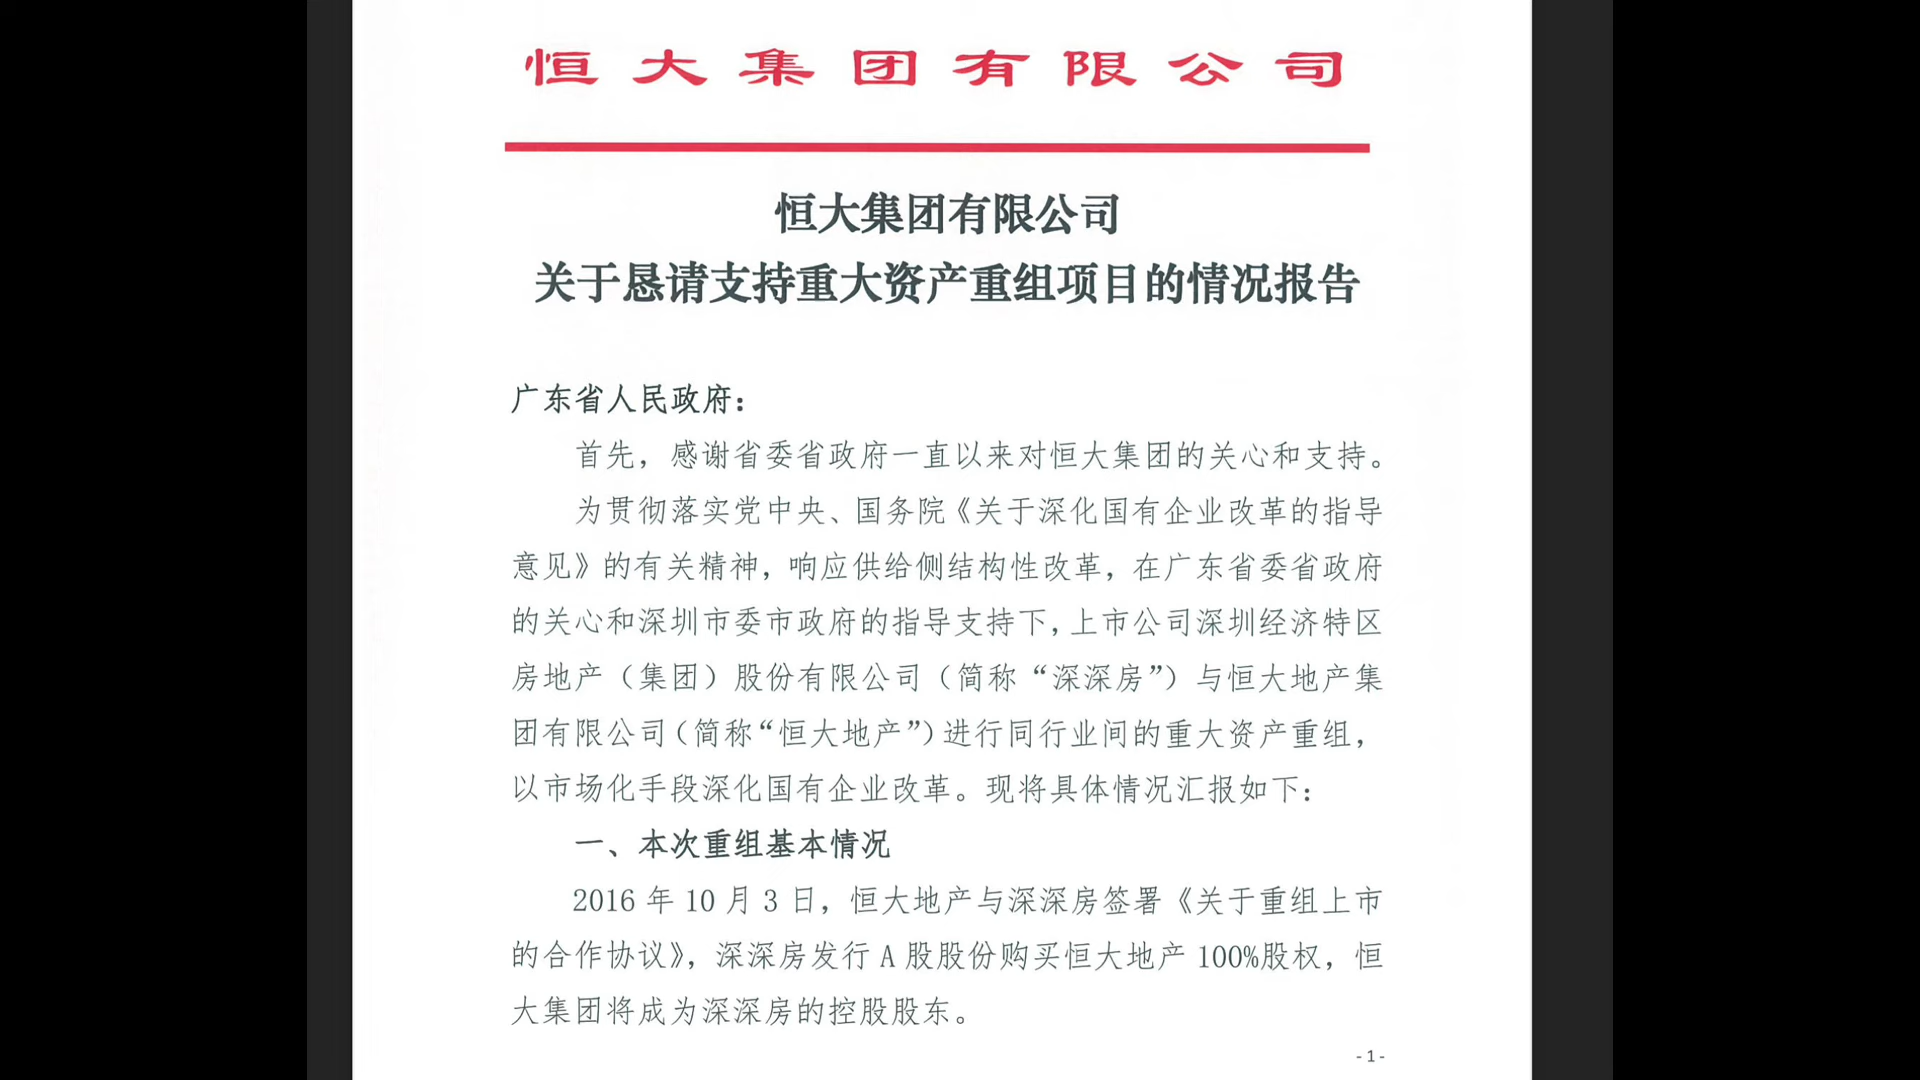 恒大集团有限公司
恒大集团有限公司
关于恳请支持重大资产重组项目的情况报告
广东省人民政府：
首先，感谢省委省政府一直以来对恒大集团的关心和支持。
为贯彻落实党中央、国务院《关于深化国有企业改革的指导
意见》的有关精神，响应供给侧结构性改革，在广东省委省政府
的关心和深圳市委市政府的指导支持下，上市公司深圳经济特区
房地产（集团）股份有限公司（简称“深深房”）与恒大地产集
团有限公司（简称“恒大地产”）进行同行业间的重大资产重组，
以市场化手段深化国有企业改革。现将具体情况汇报如下：
一、本次重组基本情况
2016 年 10 月 3 日，恒大地产与深深房签署《关于重组上市
的合作协议》，深深房发行 A 股股份购买恒大地产 100%股权，恒
大集团将成为深深房的控股股东。
- 1 -